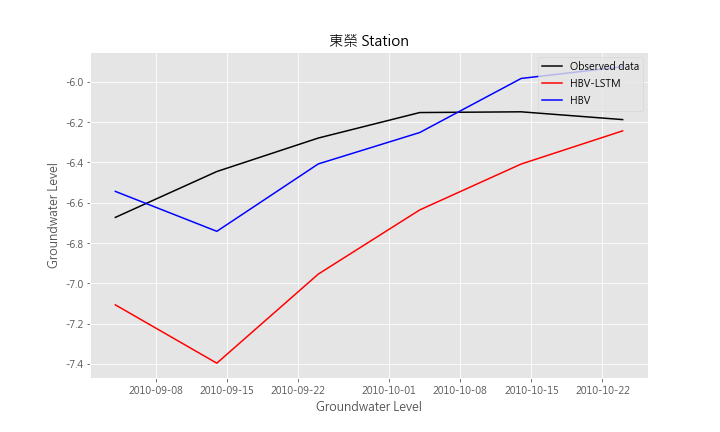 東榮 Station
Observed data
HBV-LSTM
HBV
Groundwater Level
-6.0
-6.2
-6.4
-6.6
-6.8
-7.0
-7.2
-7.4
2010-09-08
2010-09-15
2010-09-22
2010-10-01
2010-10-08
2010-10-15
2010-10-22
Groundwater Level